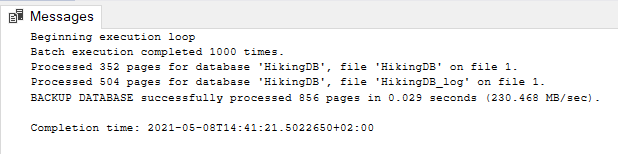 Messages
Beginning execution loop
Batch execution completed 1000 times.
Processed 352 pages for database 'HikingDB', file 'HikingDB' on file 1.
Processed 504 pages for database 'HikingDB', file 'HikingDB_log' on file 1.
BACKUP DATABASE successfully processed 856 pages in 0.029 seconds (230.468 MB/sec).
Completion time: 2021-05-08T14:41:21.5022650+02:00